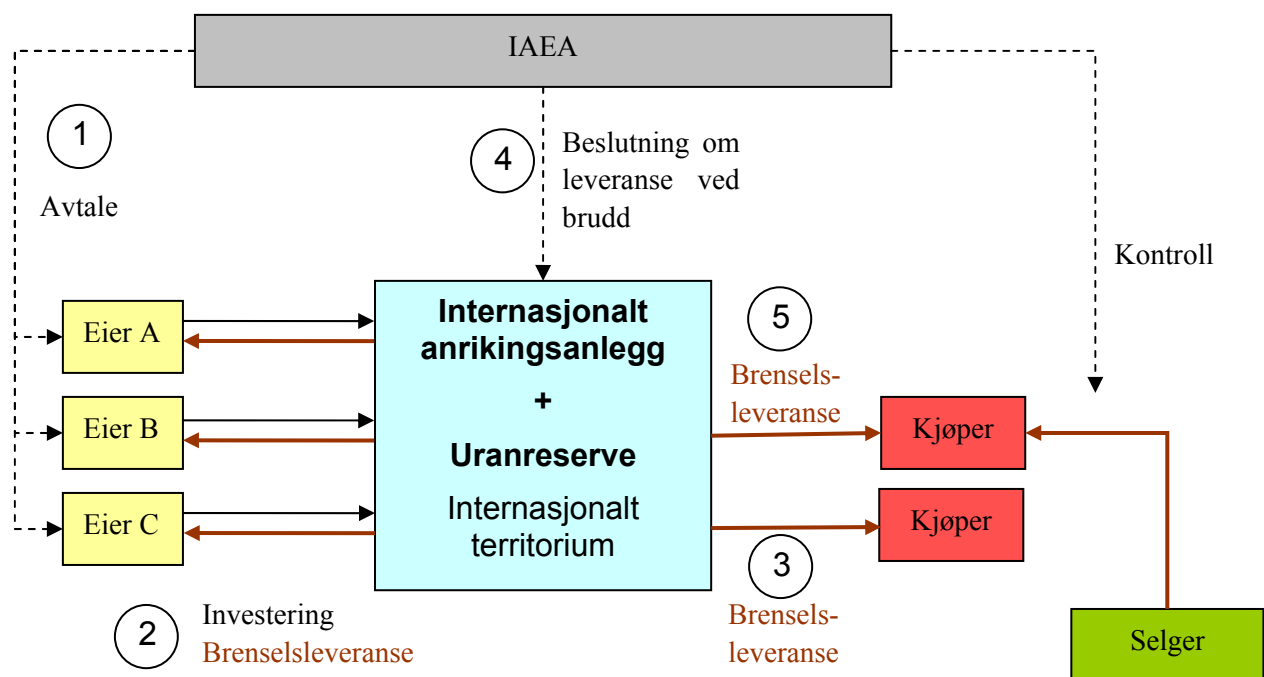 IAEA
1
Avtale
4
Beslutning om
leveranse ved
brudd
Kontroll
Eier A
Eier B
Eier C
Internasjonalt
anrikingsanlegg
+
Uranreserve
Internasjonalt
territorium
5
Brensels-
leveranse
Kjøper
Kjøper
3
Brensels-
leveranse
2
Investering
Brenselsleveranse
Selger